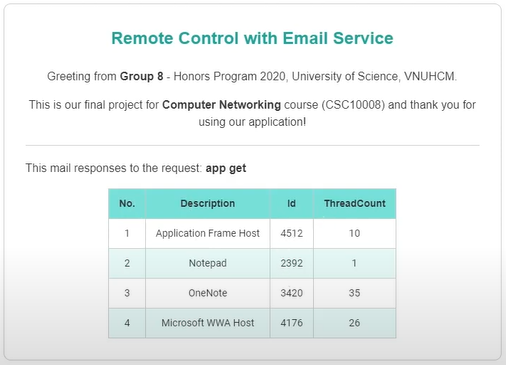 Remote Control with Email Service
Greeting from Group 8 - Honors Program 2020, University of Science, VNUHCM.
This is our final project for Computer Networking course (CSC10008) and thank you for
using our application!
This mail responses to the request: app get
No. Description Id ThreadCount
1 Application Frame Host 4512 10
2 Notepad 2392 1
3 OneNote 3420 35
4 Microsoft WWA Host 4176 26